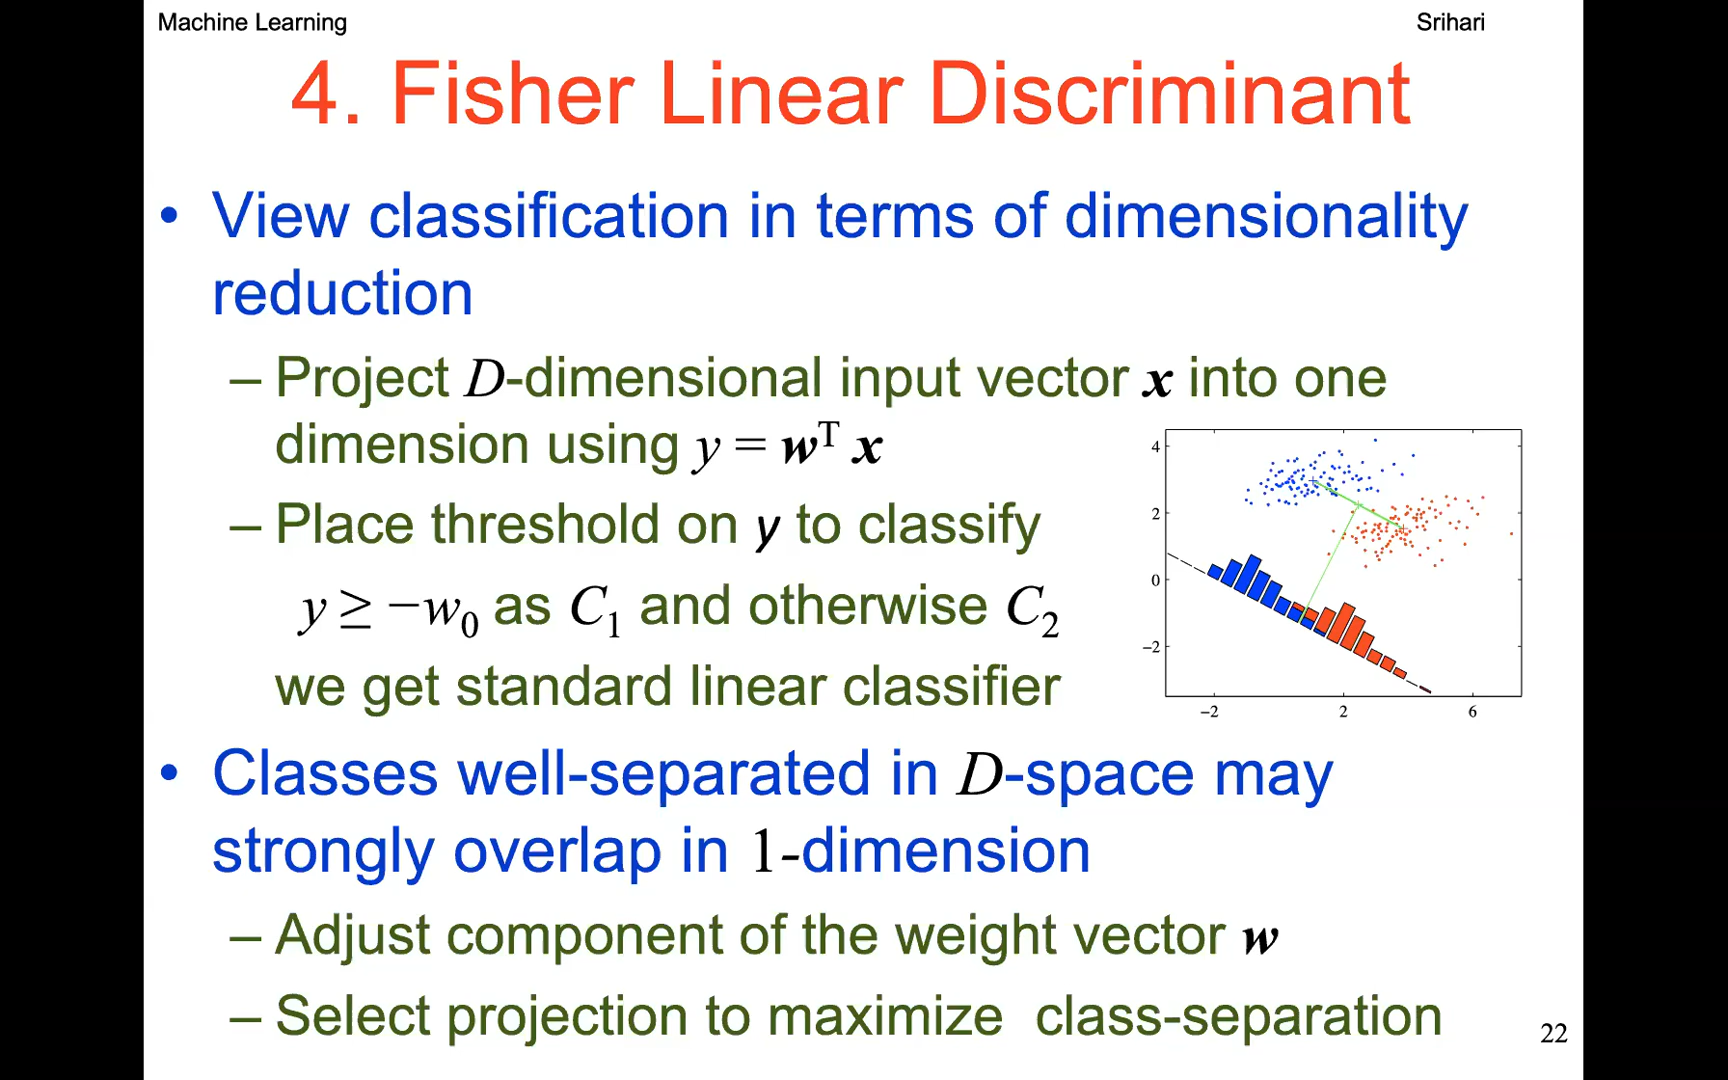 Machine Learning Srihari
4. Fisher Linear Discriminant
• View classification in terms of dimensionality
reduction
– Project D-dimensional input vector x into one
dimension using y = wᵀ x
– Place threshold on y to classify
y ≥ −w₀ as C₁ and otherwise C₂
we get standard linear classifier
4
2
0
−2
−2 2 6
• Classes well-separated in D-space may
strongly overlap in 1-dimension
– Adjust component of the weight vector w
– Select projection to maximize class-separation
22